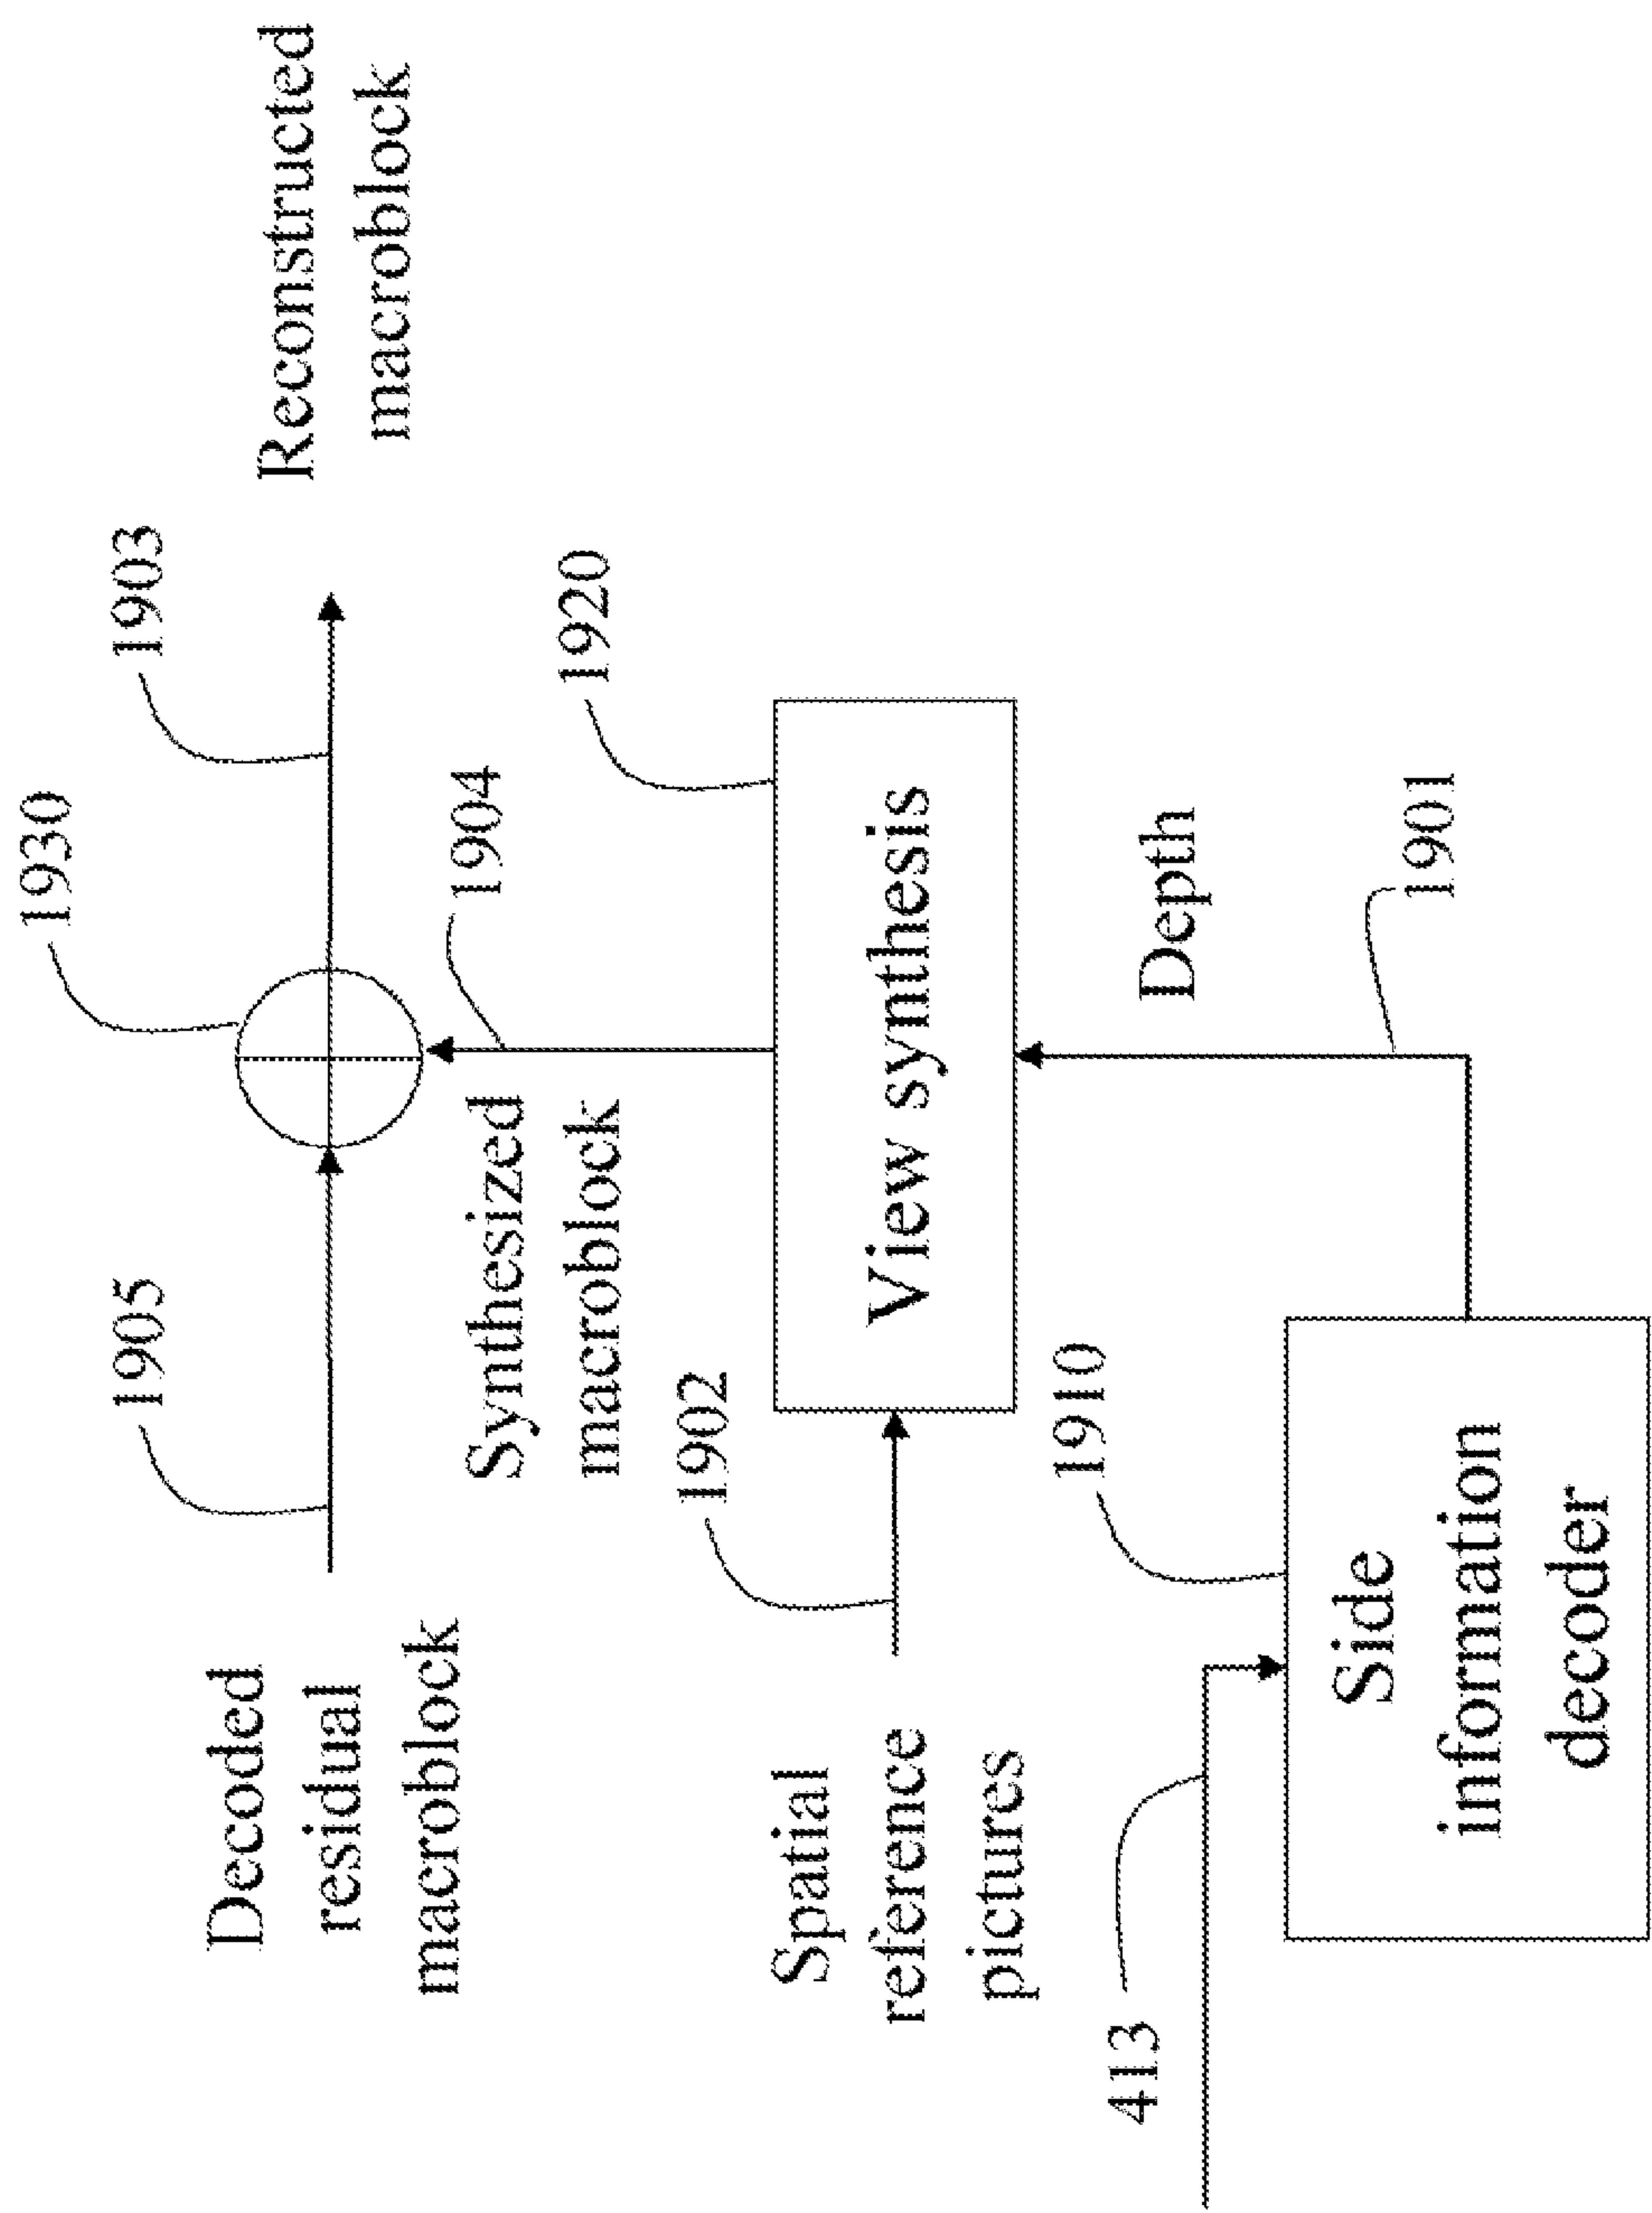 1930
1905
1903
Decoded
residual
macroblock
Reconstructed
macroblock
Synthesized
macroblock
1904
1902
1920
Spatial
reference
pictures
View synthesis
1910
Depth
413
Side
information
decoder
1901